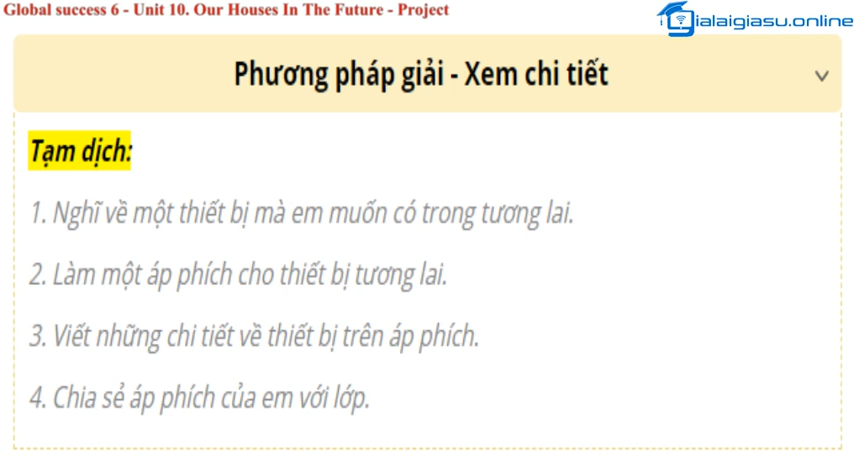 Global success 6 - Unit 10. Our Houses In The Future - Project
ialaigiasu.online
Phương pháp giải - Xem chi tiết
Tạm dịch:
1. Nghĩ về một thiết bị mà em muốn có trong tương lai.
2. Làm một áp phích cho thiết bị tương lai.
3. Viết những chi tiết về thiết bị trên áp phích.
4. Chia sẻ áp phích của em với lớp.